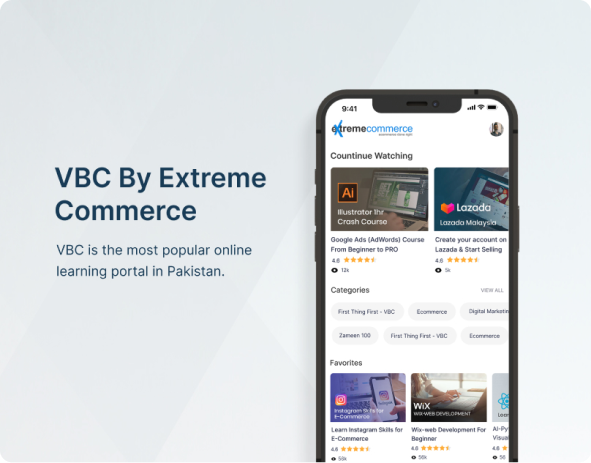 VBC By Extreme
Commerce
VBC is the most popular online
learning portal in Pakistan.
9:41
extremecommerce
Countinue Watching
Ai
Illustrator 1hr
Crash Course
Lazada
Lazada Malaysia
Google Ads (AdWords) Course
From Beginner to PRO
Create your account on
Lazada & Start Selling
4.6
4.6
12k
5k
Categories
VIEW ALL
First Thing First - VBC
Ecommerce
Digital Marketin
Zameen 100
First Thing First - VBC
Ecommerce
Favorites
Instagram Skills for
E-Commerce
WiX
WIX-WEB DEVELOPMENT
Lear
Learn Instagram Skills for
E-Commerce
Wix-web Development For
Beginner
AI-Py
Visua
4.6
4.6
4.6
56k
56k
56